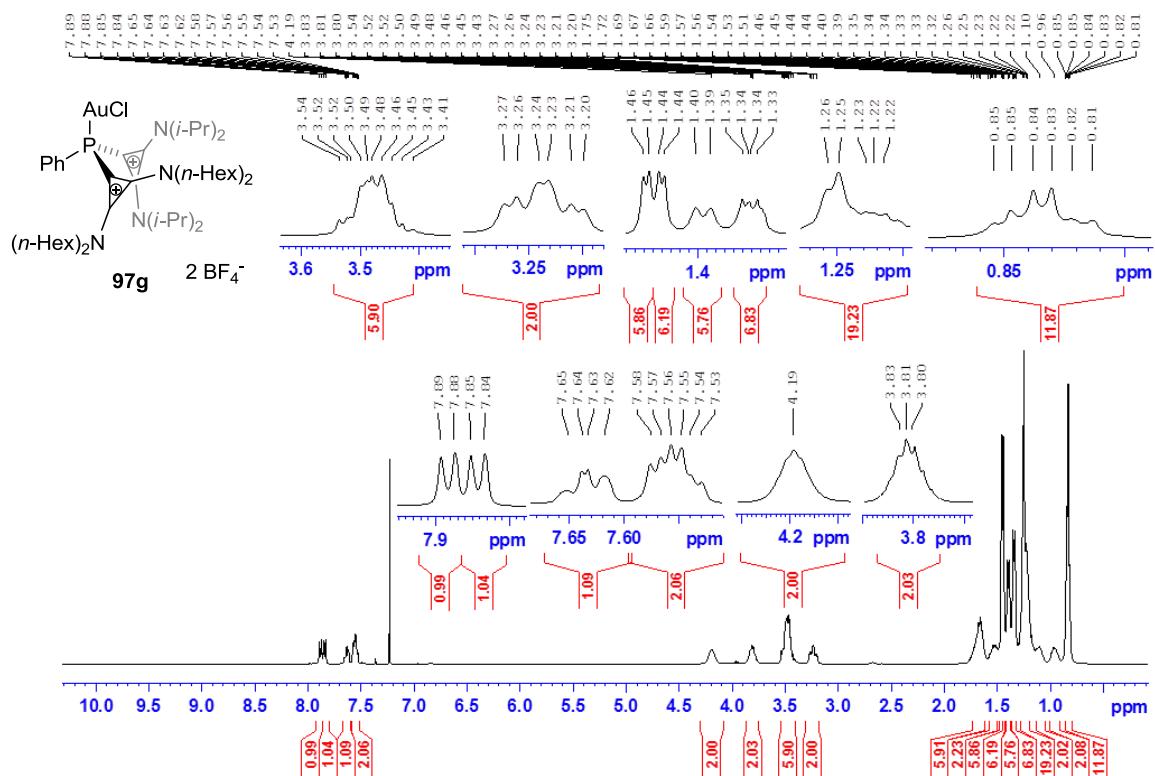 7.89 7.88 7.85 7.84 7.65 7.64 7.63 7.62 7.58 7.57 7.56 7.55 7.54 7.53 4.19 3.83 3.81 3.80 3.54 3.52 3.52 3.50 3.49 3.48 3.46 3.45 3.43 3.27 3.26 3.24 3.23 3.21 3.20 1.75 1.72 1.69 1.67 1.66 1.59 1.57 1.56 1.54 1.53 1.51 1.46 1.45 1.44 1.44 1.40 1.39 1.35 1.34 1.34 1.33 1.33 1.32 1.26 1.25 1.23 1.22 1.22 1.10 0.96 0.85 0.85 0.84 0.83 0.82 0.81
AuCl
N(i-Pr)2
Ph P
N(n-Hex)2
N(i-Pr)2
(n-Hex)2N
97g 2 BF4-
3.54 3.52 3.52 3.50 3.49 3.48 3.46 3.45 3.43 3.41
3.6 3.5 ppm
5.90
3.27 3.26 3.24 3.23 3.21 3.20
3.25 ppm
2.00
1.46 1.45 1.44 1.44 1.40 1.39 1.35 1.34 1.34 1.33
1.4 ppm
5.86 6.19 5.76 6.83
1.26 1.25 1.23 1.22 1.22
1.25 ppm
19.23
0.85 0.85 0.84 0.83 0.82 0.81
0.85 ppm
11.87
7.89 7.88 7.85 7.84
7.9 ppm
0.99 1.04
7.65 7.64 7.63 7.62 7.58 7.57 7.56 7.55 7.54 7.53
7.65 7.60 ppm
1.09 2.06
4.19
4.2 ppm
2.00
3.83 3.81 3.80
3.8 ppm
2.03
10.0 9.5 9.0 8.5 8.0 7.5 7.0 6.5 6.0 5.5 5.0 4.5 4.0 3.5 3.0 2.5 2.0 1.5 1.0 ppm
0.99 1.04 1.09 2.06 2.00 2.03 5.90 2.00 5.91 2.23 5.86 6.19 5.76 6.83 19.23 2.02 2.08 11.87